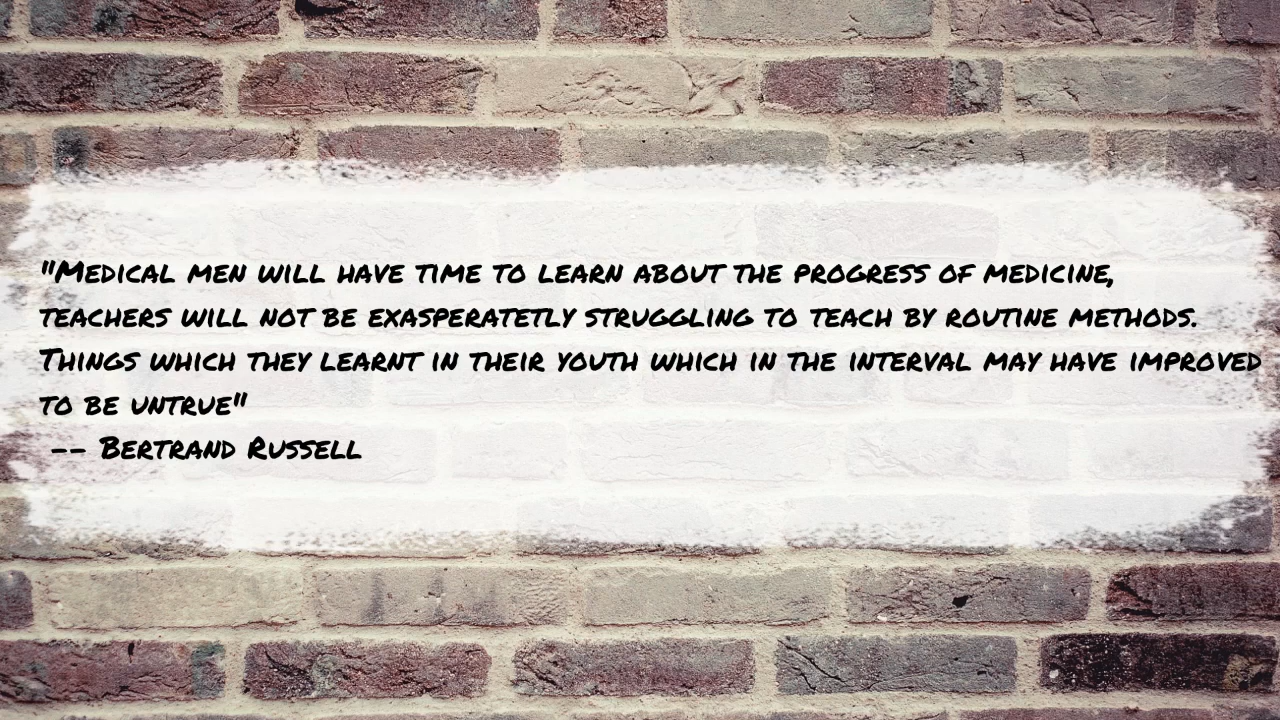 "Medical men will have time to learn about the progress of medicine,
teachers will not be exasperatetly struggling to teach by routine methods.
Things which they learnt in their youth which in the interval may have improved
to be untrue"
-- Bertrand Russell